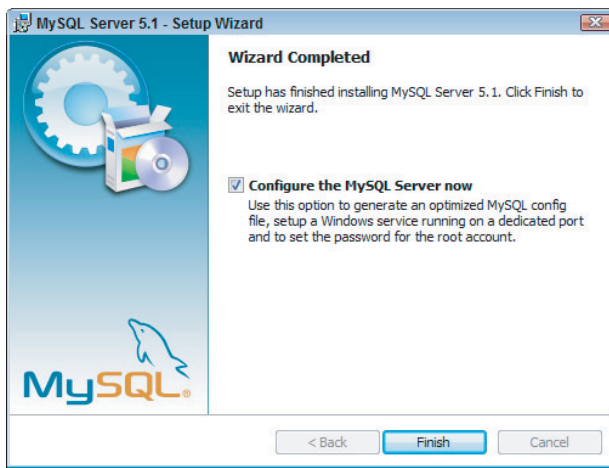 MySQL Server 5.1 - Setup Wizard
Wizard Completed
Setup has finished installing MySQL Server 5.1. Click Finish to
exit the wizard.
Configure the MySQL Server now
Use this option to generate an optimized MySQL config
file, setup a Windows service running on a dedicated port
and to set the password for the root account.
MySQL®
< Back
Finish
Cancel